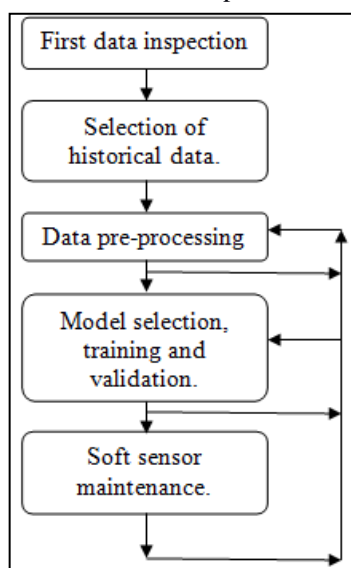 First data inspection
Selection of
historical data.
Data pre-processing
Model selection,
training and
validation.
Soft sensor
maintenance.